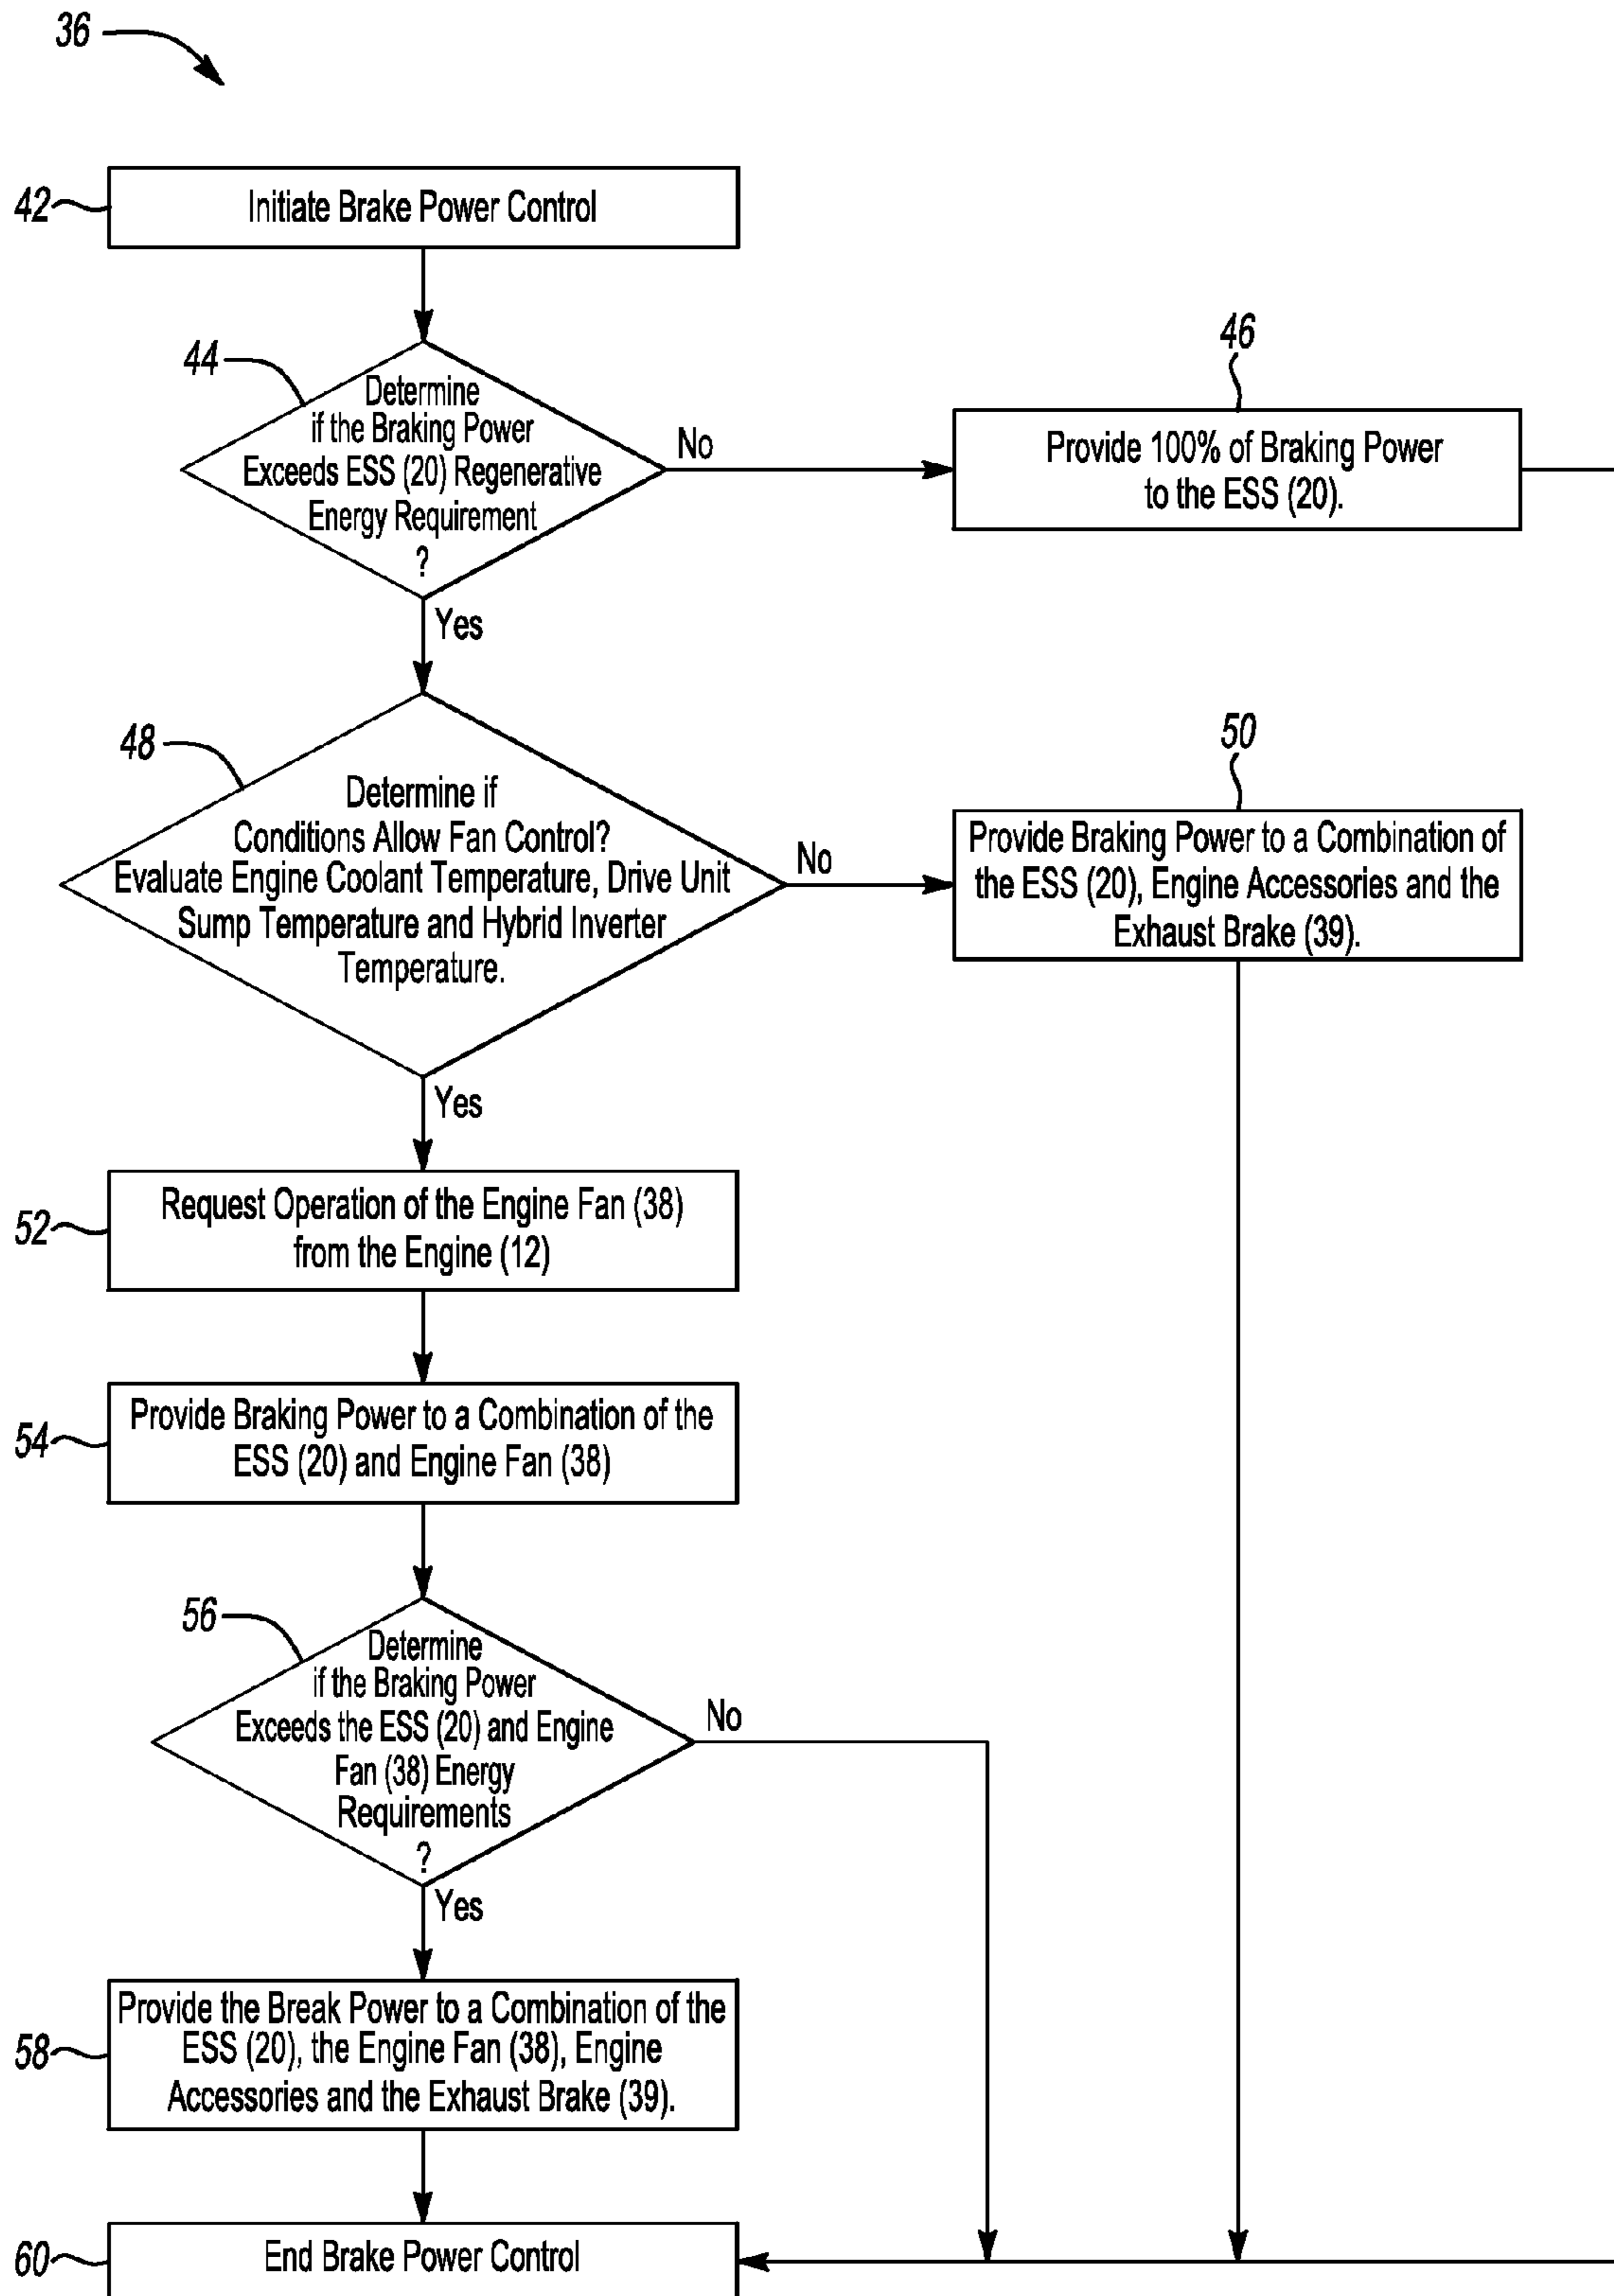 36
42
Initiate Brake Power Control
44
Determine
if the Braking Power
Exceeds ESS (20) Regenerative
Energy Requirement
?
No
46
Provide 100% of Braking Power
to the ESS (20).
Yes
48
Determine if
Conditions Allow Fan Control?
Evaluate Engine Coolant Temperature, Drive Unit
Sump Temperature and Hybrid Inverter
Temperature.
No
50
Provide Braking Power to a Combination of
the ESS (20), Engine Accessories and the
Exhaust Brake (39).
Yes
52
Request Operation of the Engine Fan (38)
from the Engine (12)
54
Provide Braking Power to a Combination of the
ESS (20) and Engine Fan (38)
56
Determine
if the Braking Power
Exceeds the ESS (20) and Engine
Fan (38) Energy
Requirements
?
No
Yes
58
Provide the Break Power to a Combination of the
ESS (20), the Engine Fan (38), Engine
Accessories and the Exhaust Brake (39).
60
End Brake Power Control